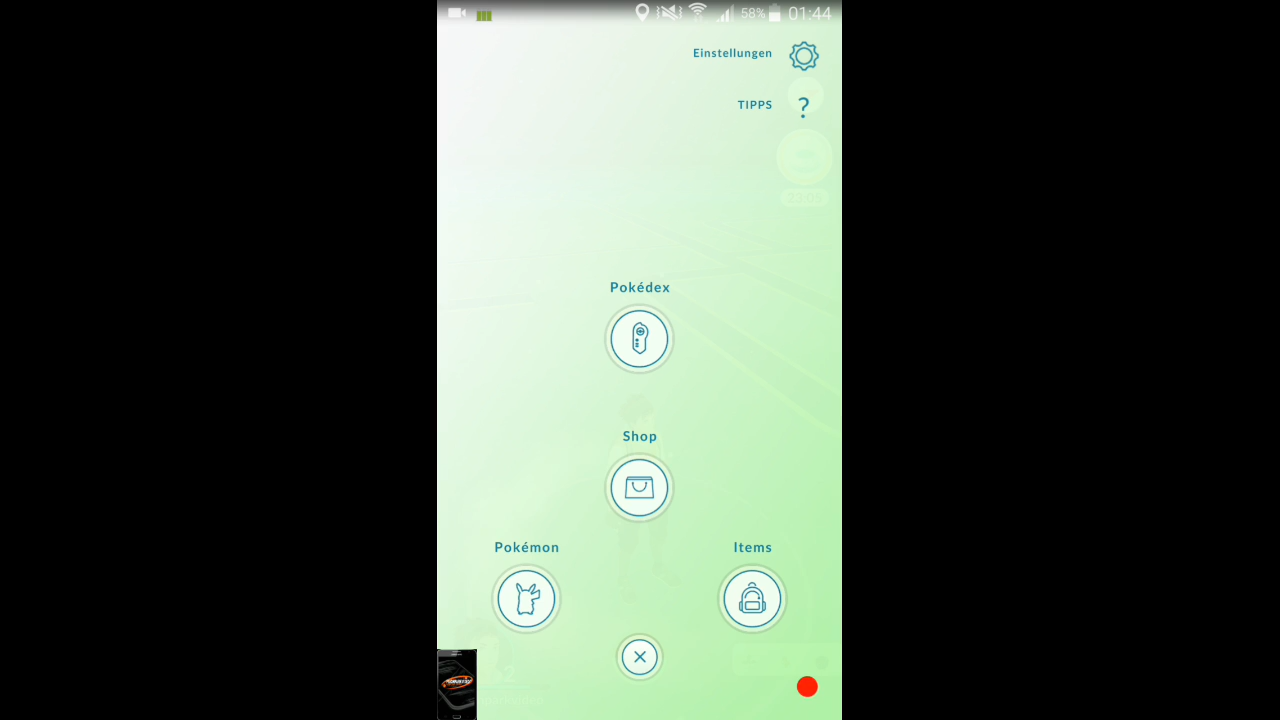 58% 01:44
Einstellungen
TIPPS
?
Pokédex
Shop
Pokémon
Items